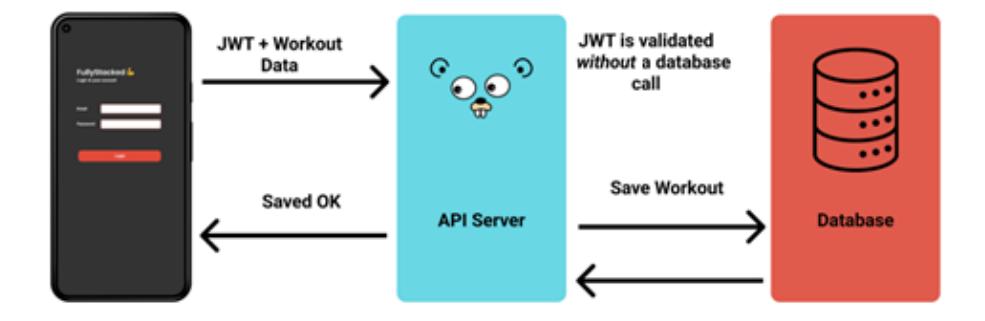 FullyStacked 💪
Login to your account
Email
Password
Login
JWT + Workout
Data
Saved OK
API Server
JWT is validated
without a database
call
Save Workout
Database